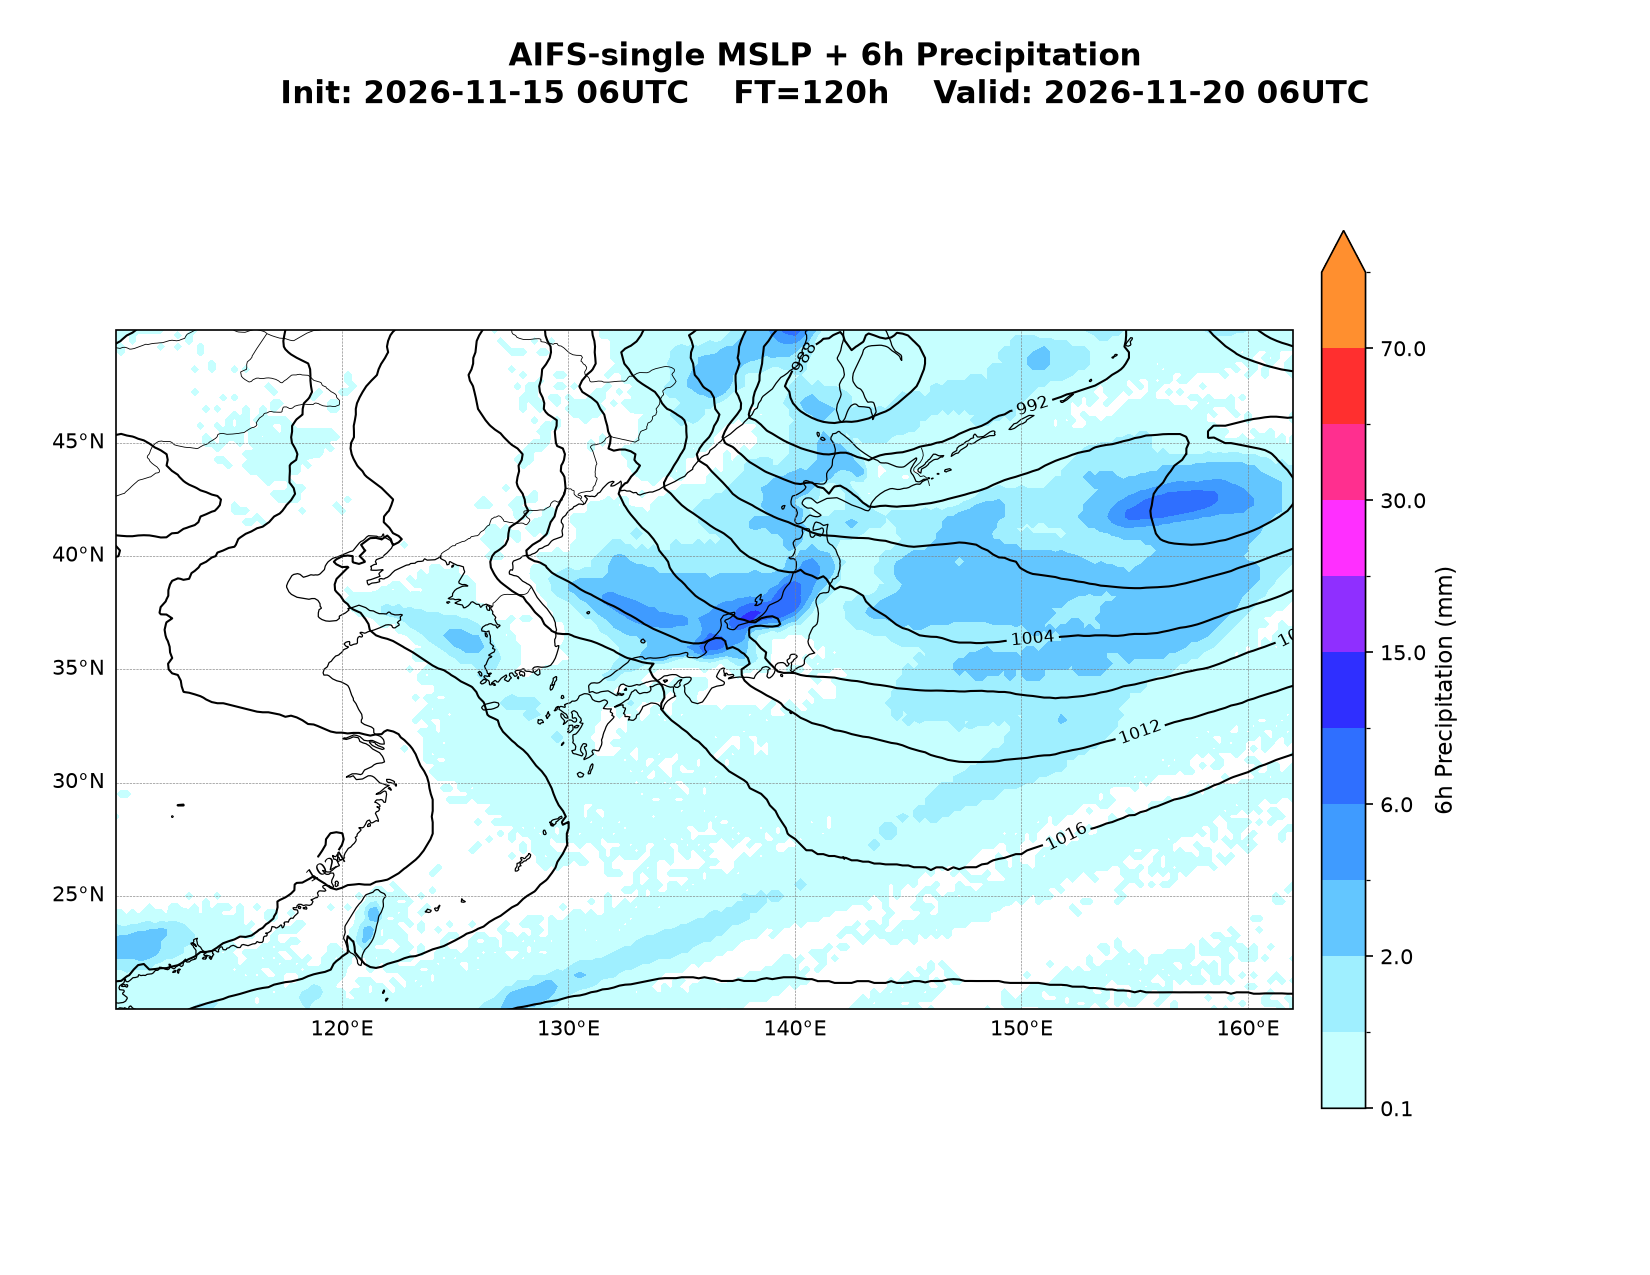 AIFS-single MSLP + 6h Precipitation
Init: 2026-11-15 06UTC    FT=120h    Valid: 2026-11-20 06UTC
988
992
1004
10
1012
1016
1024
45°N
40°N
35°N
30°N
25°N
120°E
130°E
140°E
150°E
160°E
70.0
30.0
15.0
6.0
2.0
0.1
6h Precipitation (mm)